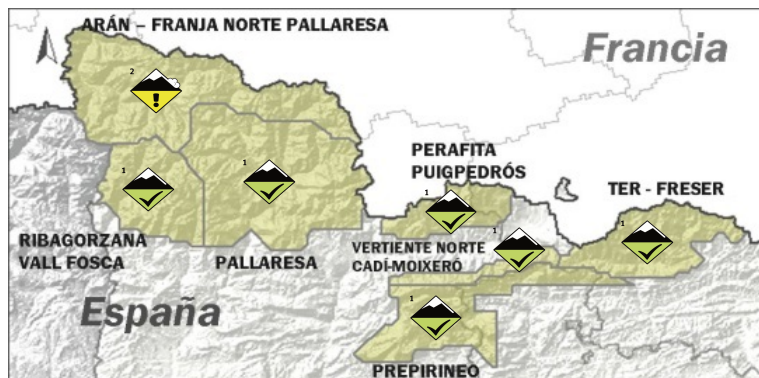 ARÁN – FRANJA NORTE PALLARESA
Francia
2
!
1
1
PERAFITA
PUIGPEDRÓS
1
TER - FRESER
1
RIBAGORZANA
VALL FOSCA
PALLARESA
VERTIENTE NORTE
CADÍ-MOIXERÓ
1
España
1
PREPIRINEO